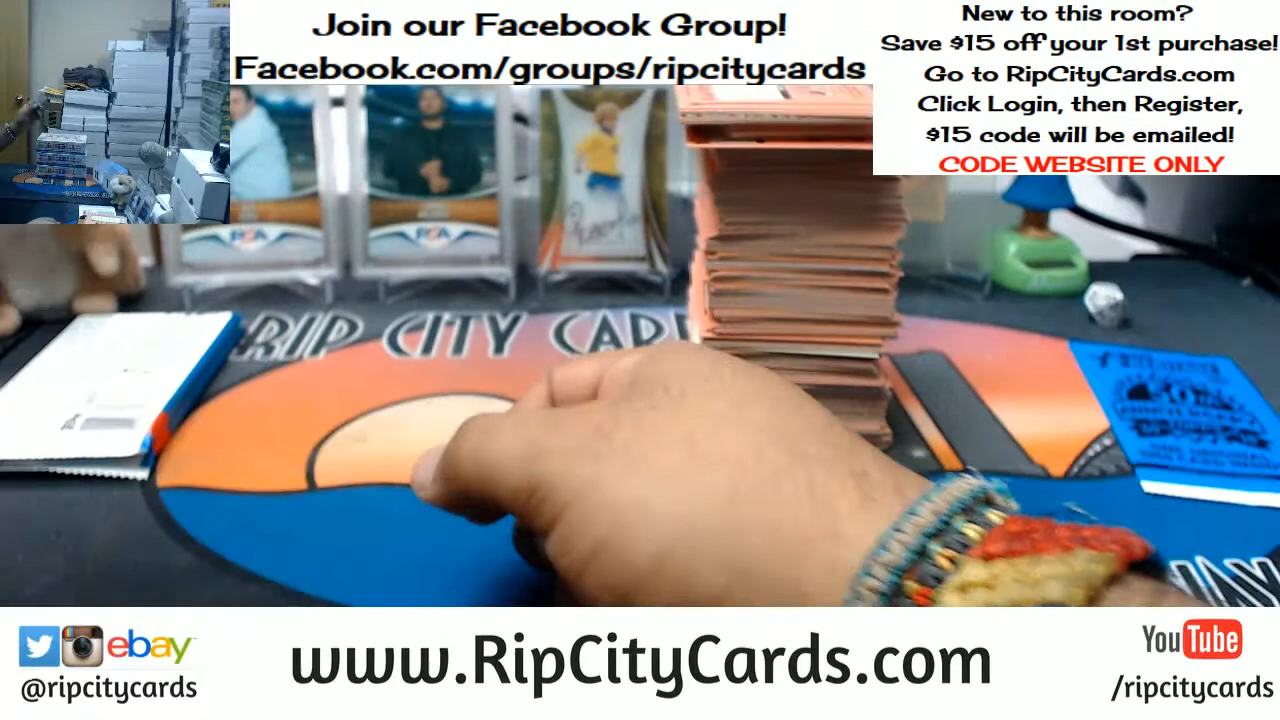 Join our Facebook Group!
Facebook.com/groups/ripcitycards
New to this room?
Save $15 off your 1st purchase!
Go to RipCityCards.com
Click Login, then Register,
$15 code will be emailed!
CODE WEBSITE ONLY
RIP CITY CARD
ebay
@ripcitycards
www.RipCityCards.com
YouTube
/ripcitycards